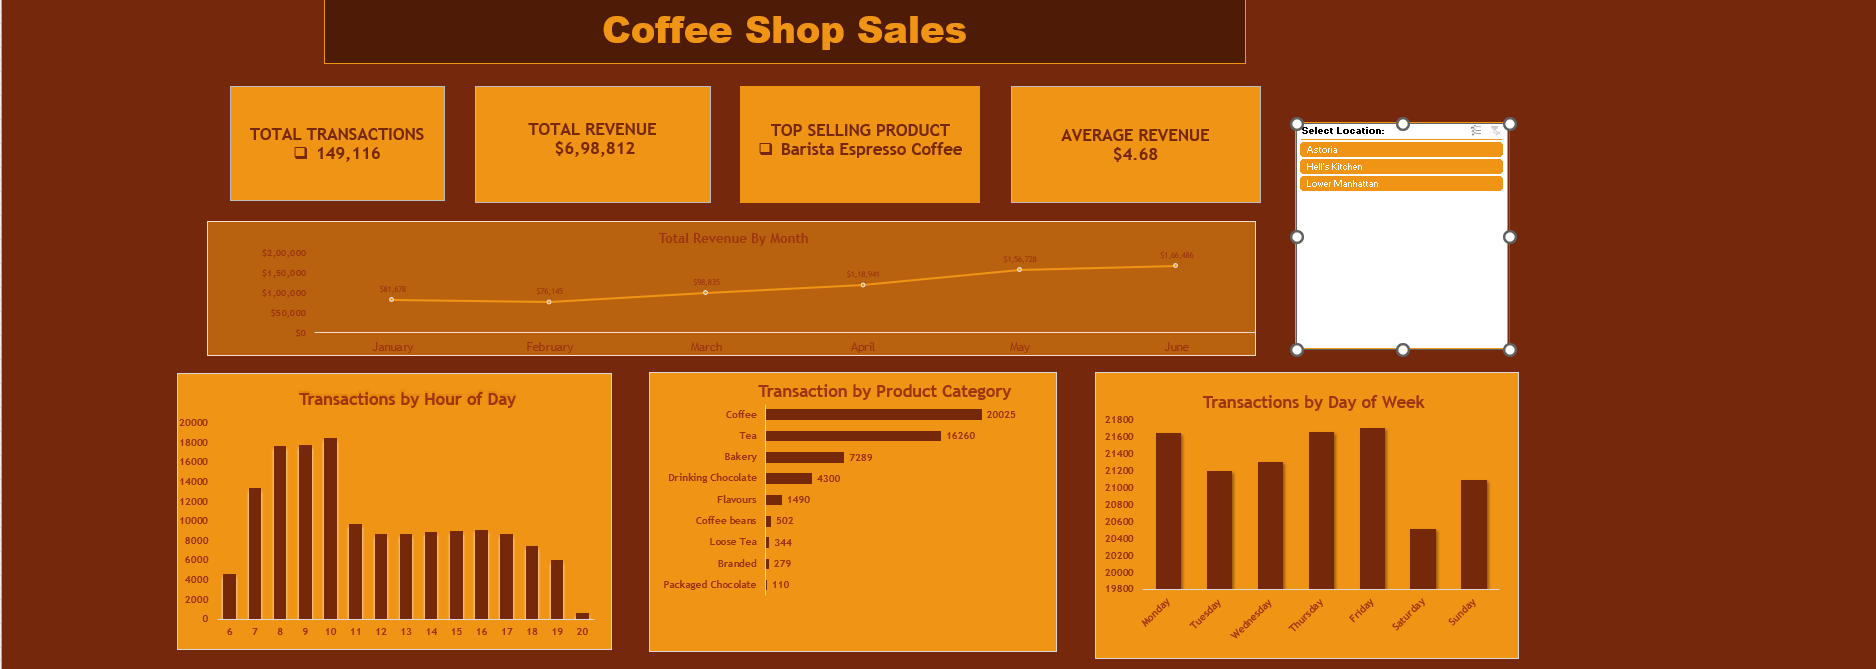 Coffee Shop Sales
TOTAL TRANSACTIONS
❑ 149,116
TOTAL REVENUE
$6,98,812
TOP SELLING PRODUCT
❑ Barista Espresso Coffee
AVERAGE REVENUE
$4.68
Select Location:
Astoria
Hell's Kitchen
Lower Manhattan
Total Revenue By Month
$2,00,000
$1,50,000
$1,00,000
$50,000
$0
$81,678
$76,145
$98,835
$1,18,941
$1,56,728
$1,66,486
January
February
March
April
May
June
Transactions by Hour of Day
20000
18000
16000
14000
12000
10000
8000
6000
4000
2000
0
6 7 8 9 10 11 12 13 14 15 16 17 18 19 20
Transaction by Product Category
Coffee 20025
Tea 16260
Bakery 7289
Drinking Chocolate 4300
Flavours 1490
Coffee beans 502
Loose Tea 344
Branded 279
Packaged Chocolate 110
Transactions by Day of Week
21800
21600
21400
21200
21000
20800
20600
20400
20200
20000
19800
Monday
Tuesday
Wednesday
Thursday
Friday
Saturday
Sunday